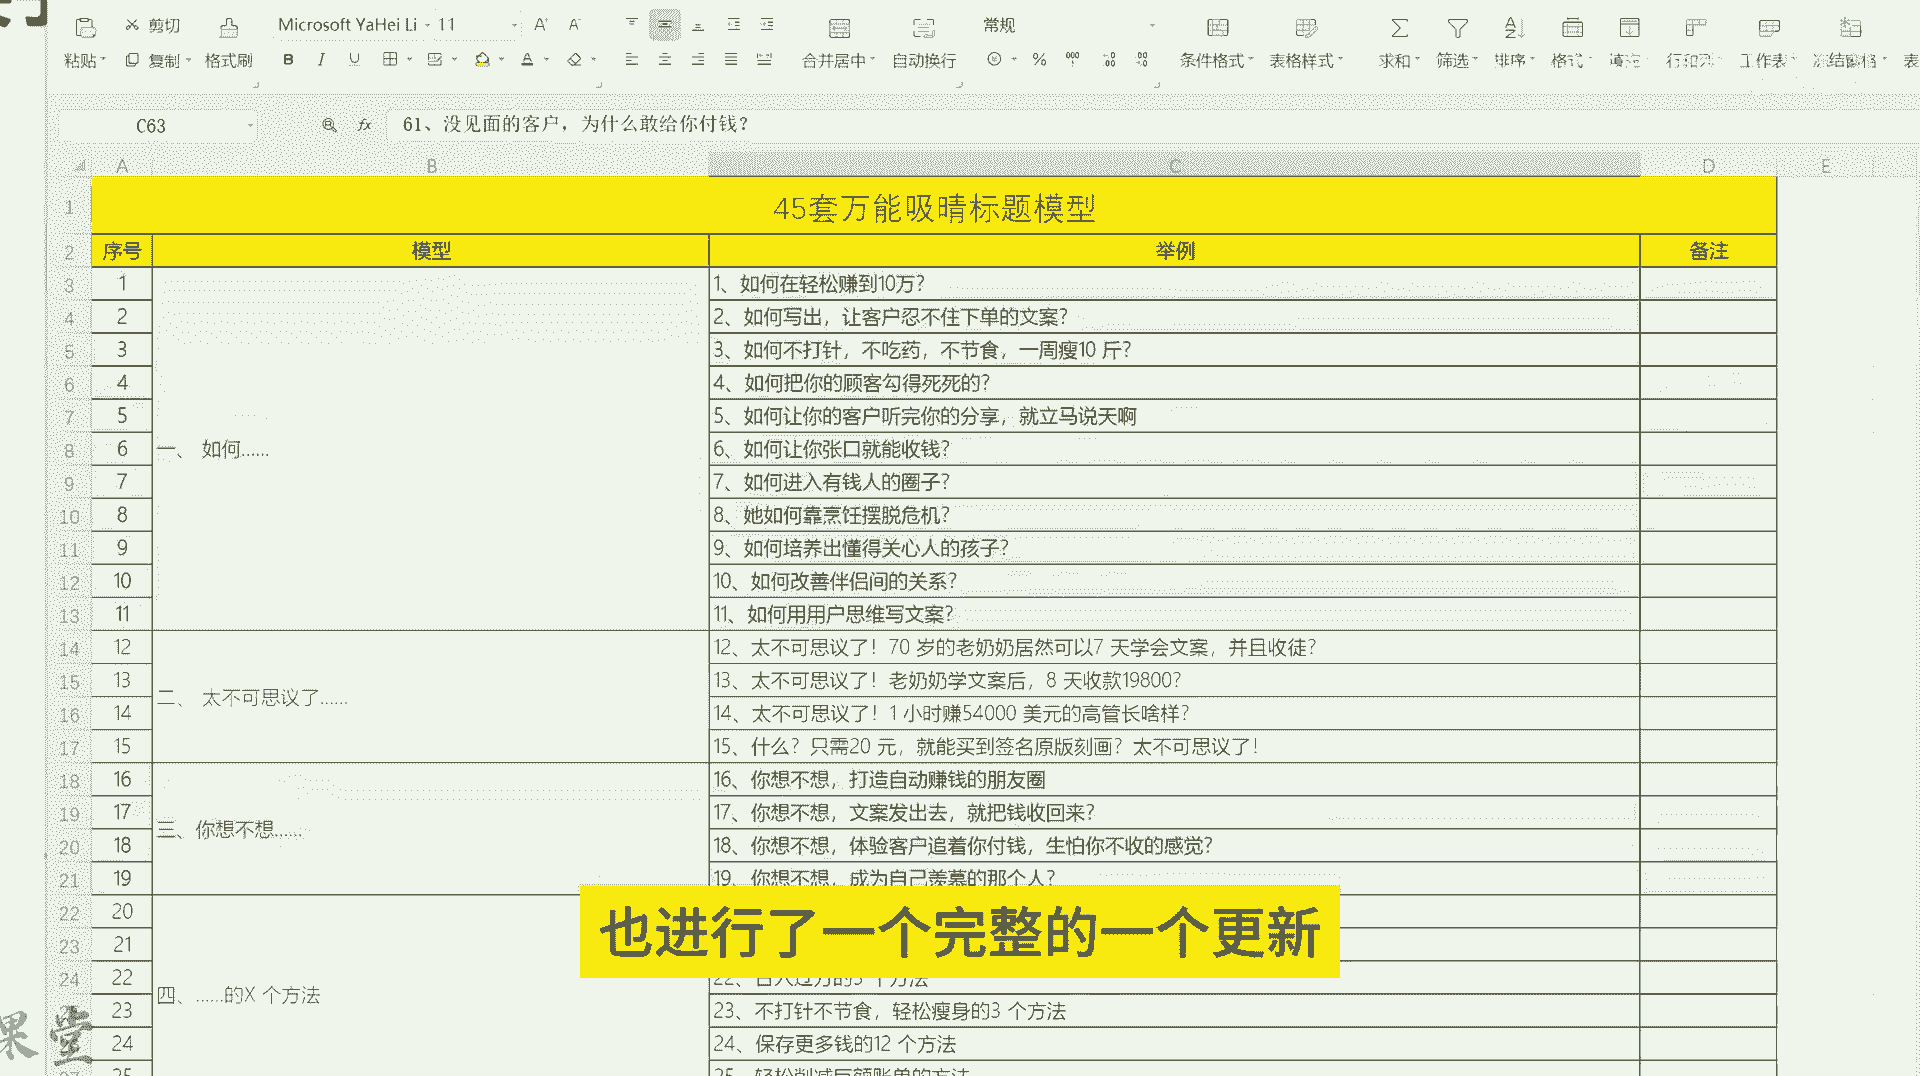 剪切 Microsoft YaHei Li 11 A⁺ A⁻ 常规
粘贴 复制 格式刷 B I U A 合并居中 自动换行 % 000 条件格式 表格样式 求和 筛选 排序 格式 填充 行和列 工作表 冻结窗格 表
C63 fx 61、没见面的客户，为什么敢给你付钱？
A B C D E
1 45套万能吸睛标题模型
2 序号 模型 举例 备注
3 1 1、如何在轻松赚到10万？
4 2 2、如何写出，让客户忍不住下单的文案？
5 3 3、如何不打针，不吃药，不节食，一周瘦10 斤？
6 4 4、如何把你的顾客勾得死死的？
7 5 5、如何让你的客户听完你的分享，就立马说天啊
8 6 一、 如何...... 6、如何让你张口就能收钱？
9 7 7、如何进入有钱人的圈子？
10 8 8、她如何靠烹饪摆脱危机？
11 9 9、如何培养出懂得关心人的孩子？
12 10 10、如何改善伴侣间的关系？
13 11 11、如何用用户思维写文案？
14 12 12、太不可思议了！70 岁的老奶奶居然可以7 天学会文案，并且收徒？
15 13 二、 太不可思议了...... 13、太不可思议了！老奶奶学文案后，8 天收款19800？
16 14 14、太不可思议了！1 小时赚54000 美元的高管长啥样？
17 15 15、什么？只需20 元，就能买到签名原版刻画？太不可思议了！
18 16 16、你想不想，打造自动赚钱的朋友圈
19 17 三、你想不想...... 17、你想不想，文案发出去，就把钱收回来？
20 18 18、你想不想，体验客户追着你付钱，生怕你不收的感觉？
21 19 19、你想不想，成为自己羡慕的那个人？
22 20
23 21
也进行了一个完整的一个更新
24 22 四、......的X 个方法
23 23、不打针不节食，轻松瘦身的3 个方法
24 24、保存更多钱的12 个方法
25 25、轻松削减巨额账单的方法
课堂